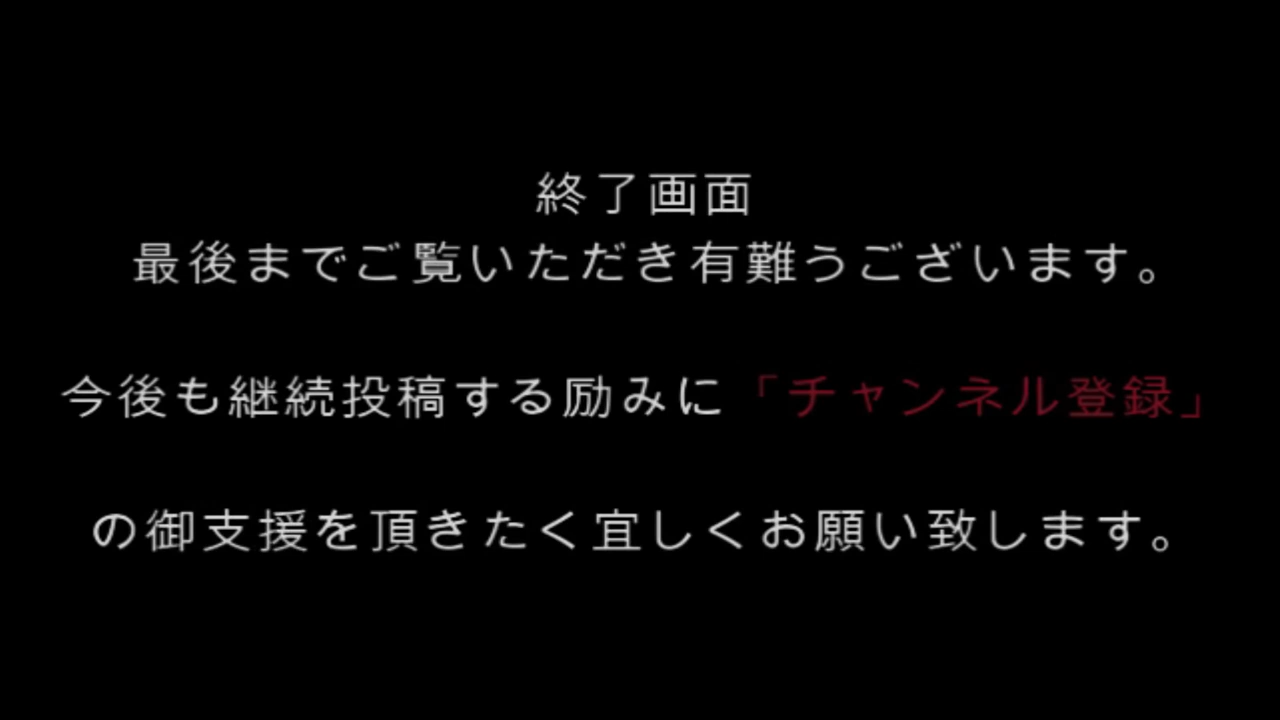 終了画面
最後までご覧いただき有難うございます。
今後も継続投稿する励みに「チャンネル登録」
の御支援を頂きたく宜しくお願い致します。